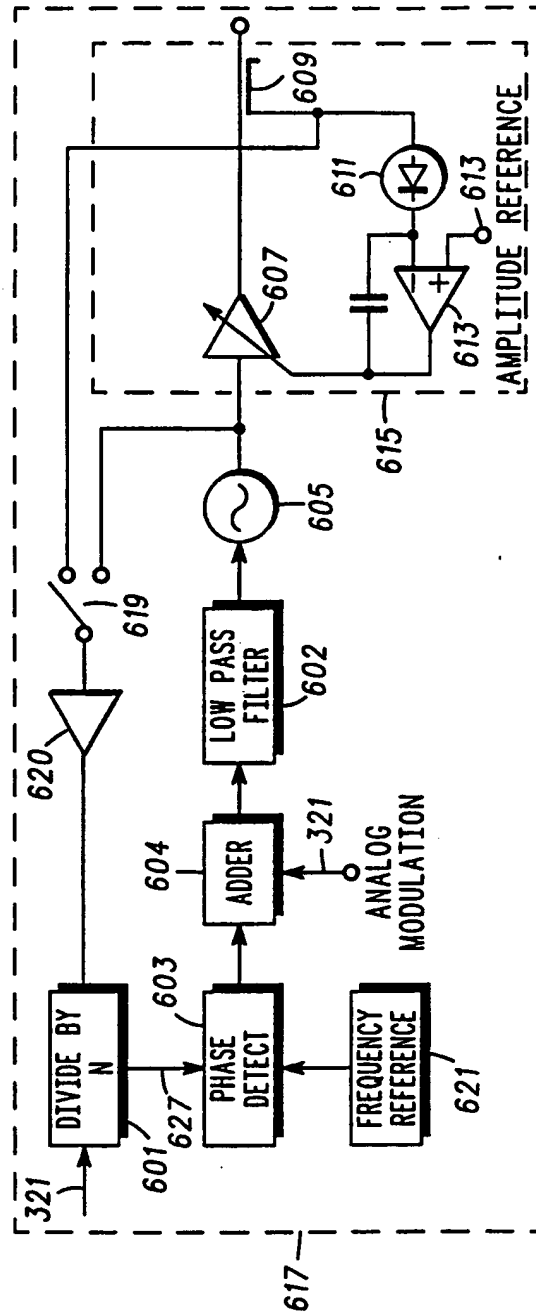 617
321
DIVIDE BY
N
601
627
620
619
PHASE
DETECT
603
FREQUENCY
REFERENCE
621
ADDER
604
321
ANALOG
MODULATION
LOW PASS
FILTER
602
605
607
609
611
613
613
615
AMPLITUDE REFERENCE